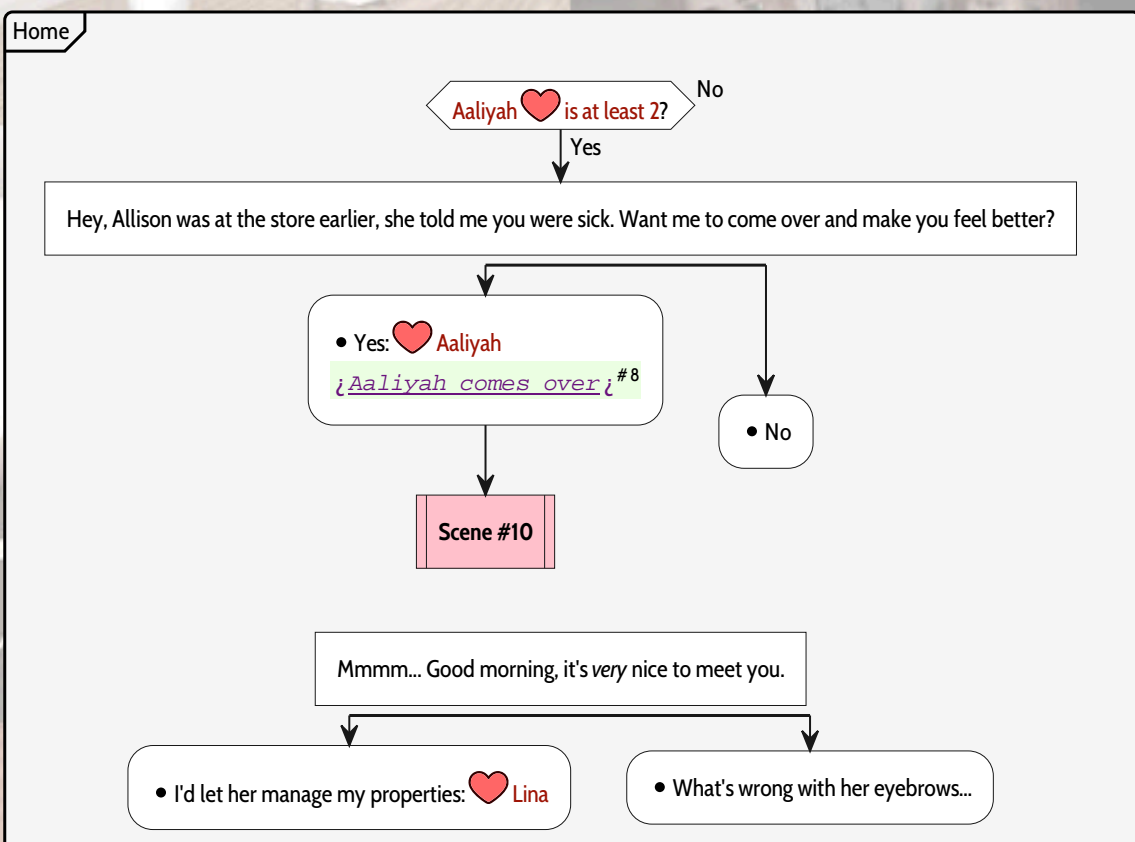 Home
Aaliyah is at least 2?
No
Yes
Hey, Allison was at the store earlier, she told me you were sick. Want me to come over and make you feel better?
• Yes: Aaliyah
¿Aaliyah comes over¿#8
• No
Scene #10
Mmmm... Good morning, it's very nice to meet you.
• I'd let her manage my properties: Lina
• What's wrong with her eyebrows...